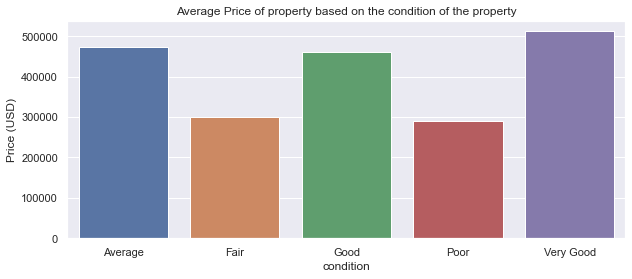 Average Price of property based on the condition of the property
Price (USD)
500000
400000
300000
200000
100000
0
Average Fair Good Poor Very Good
condition